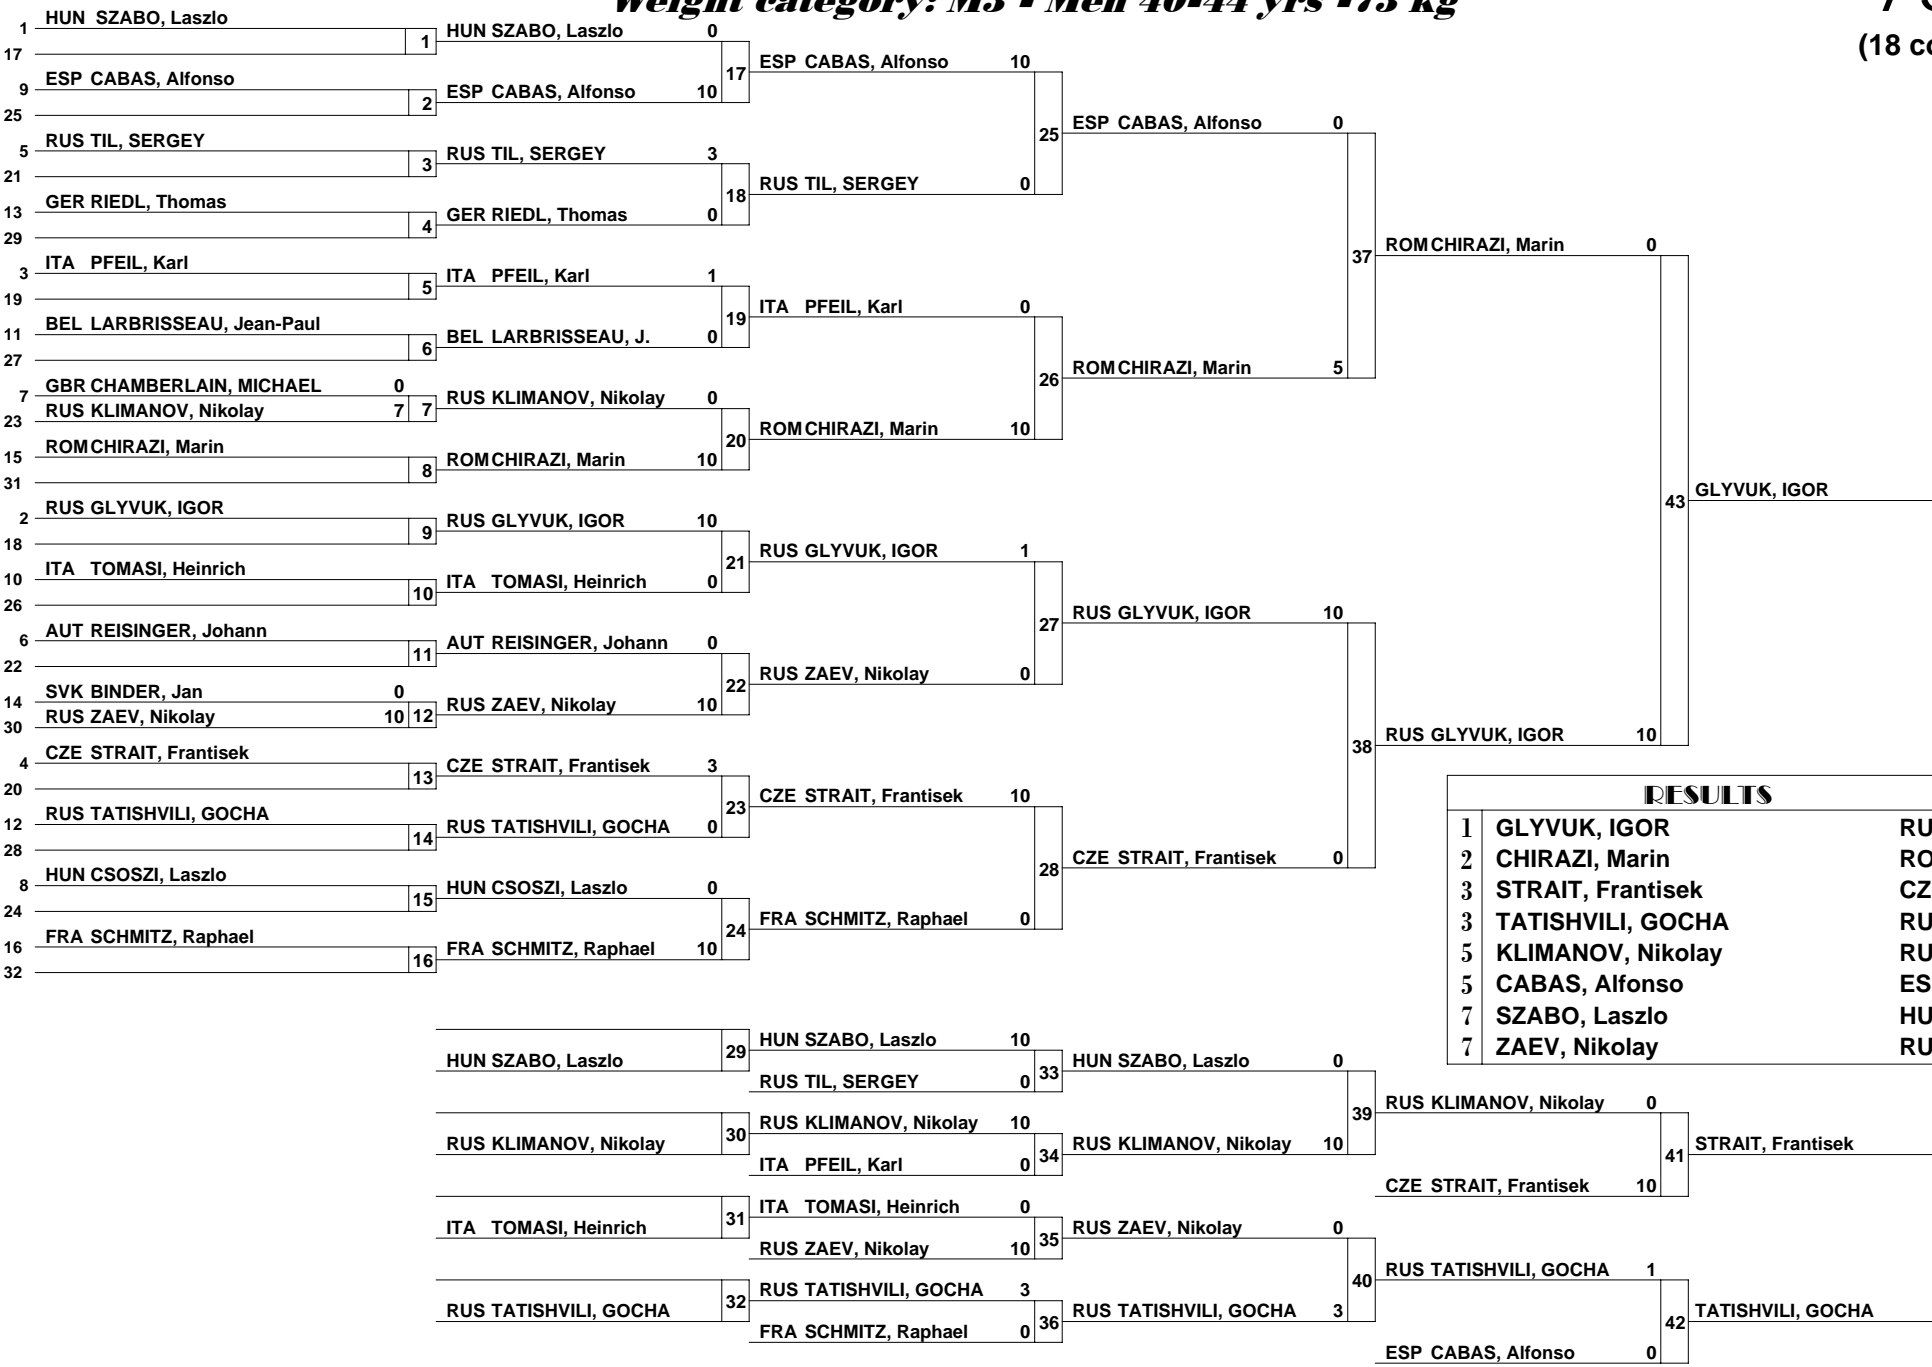 Weight category: M3 - Men 40-44 yrs -73 kg
(18 co
1 HUN SZABO, Laszlo
17
1
9 ESP CABAS, Alfonso
25
2
5 RUS TIL, SERGEY
21
3
13 GER RIEDL, Thomas
29
4
3 ITA PFEIL, Karl
19
5
11 BEL LARBRISSEAU, Jean-Paul
27
6
7 GBR CHAMBERLAIN, MICHAEL 0
23 RUS KLIMANOV, Nikolay 7
7
15 ROM CHIRAZI, Marin
31
8
2 RUS GLYVUK, IGOR
18
9
10 ITA TOMASI, Heinrich
26
10
6 AUT REISINGER, Johann
22
11
14 SVK BINDER, Jan 0
30 RUS ZAEV, Nikolay 10
12
4 CZE STRAIT, Frantisek
20
13
12 RUS TATISHVILI, GOCHA
28
14
8 HUN CSOSZI, Laszlo
24
15
16 FRA SCHMITZ, Raphael
32
16
HUN SZABO, Laszlo 0
17
ESP CABAS, Alfonso 10
RUS TIL, SERGEY 3
18
GER RIEDL, Thomas 0
ITA PFEIL, Karl 1
19
BEL LARBRISSEAU, J. 0
RUS KLIMANOV, Nikolay 0
20
ROM CHIRAZI, Marin 10
RUS GLYVUK, IGOR 10
21
ITA TOMASI, Heinrich 0
AUT REISINGER, Johann 0
22
RUS ZAEV, Nikolay 10
CZE STRAIT, Frantisek 3
23
RUS TATISHVILI, GOCHA 0
HUN CSOSZI, Laszlo 0
24
FRA SCHMITZ, Raphael 10
ESP CABAS, Alfonso 10
25
RUS TIL, SERGEY 0
ITA PFEIL, Karl 0
26
ROM CHIRAZI, Marin 10
RUS GLYVUK, IGOR 1
27
RUS ZAEV, Nikolay 0
CZE STRAIT, Frantisek 10
28
FRA SCHMITZ, Raphael 0
ESP CABAS, Alfonso 0
37
ROM CHIRAZI, Marin 5
RUS GLYVUK, IGOR 10
38
CZE STRAIT, Frantisek 0
ROM CHIRAZI, Marin 0
43
RUS GLYVUK, IGOR 10
GLYVUK, IGOR
RESULTS
1 GLYVUK, IGOR RU
2 CHIRAZI, Marin RO
3 STRAIT, Frantisek CZ
3 TATISHVILI, GOCHA RU
5 KLIMANOV, Nikolay RU
5 CABAS, Alfonso ES
7 SZABO, Laszlo HU
7 ZAEV, Nikolay RU
HUN SZABO, Laszlo
29
RUS KLIMANOV, Nikolay
30
ITA TOMASI, Heinrich
31
RUS TATISHVILI, GOCHA
32
HUN SZABO, Laszlo 10
33
RUS TIL, SERGEY 0
RUS KLIMANOV, Nikolay 10
34
ITA PFEIL, Karl 0
ITA TOMASI, Heinrich 0
35
RUS ZAEV, Nikolay 10
RUS TATISHVILI, GOCHA 3
36
FRA SCHMITZ, Raphael 0
HUN SZABO, Laszlo 0
39
RUS KLIMANOV, Nikolay 10
RUS ZAEV, Nikolay 0
40
RUS TATISHVILI, GOCHA 3
RUS KLIMANOV, Nikolay 0
41
CZE STRAIT, Frantisek 10
RUS TATISHVILI, GOCHA 1
42
ESP CABAS, Alfonso 0
STRAIT, Frantisek
TATISHVILI, GOCHA